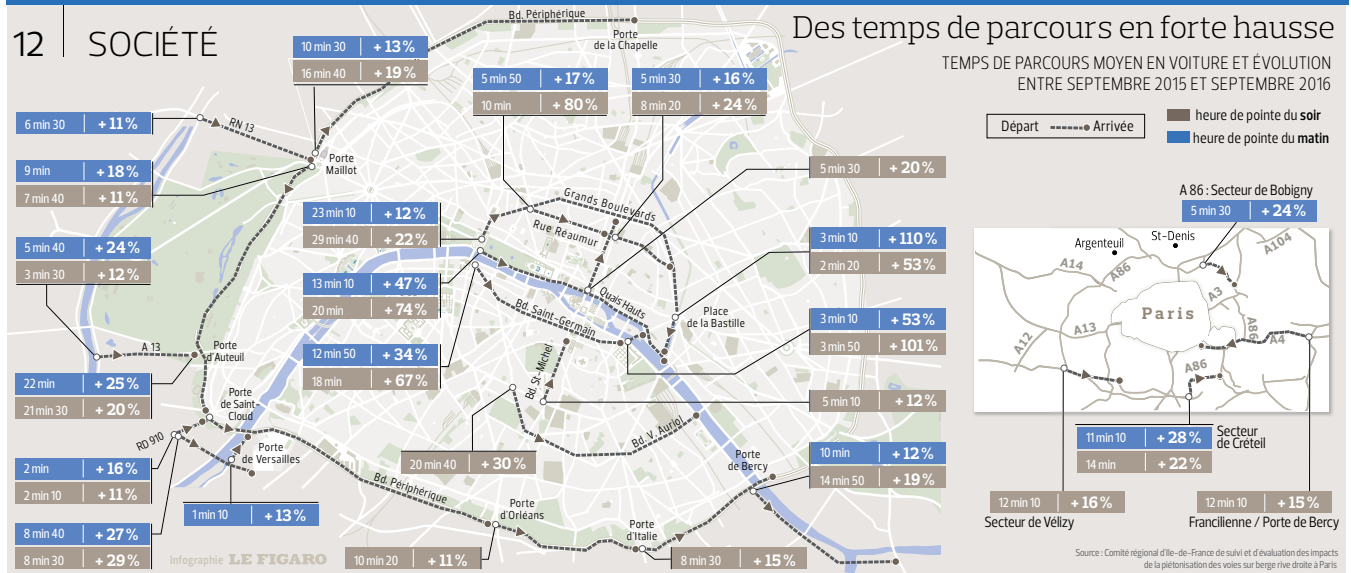 12 | SOCIÉTÉ
Des temps de parcours en forte hausse
TEMPS DE PARCOURS MOYEN EN VOITURE ET ÉVOLUTION
ENTRE SEPTEMBRE 2015 ET SEPTEMBRE 2016
Départ Arrivée
heure de pointe du soir
heure de pointe du matin
Bd. Périphérique
Porte
de la Chapelle
10 min 30 +13%
16 min 40 +19%
5 min 50 +17%
10 min +80%
5 min 30 +16%
8 min 20 +24%
6 min 30 +11%
RN 13
Porte
Maillot
9 min +18%
7 min 40 +11%
5 min 30 +20%
23 min 10 +12%
29 min 40 +22%
Grands Boulevards
Rue Réaumur
5 min 40 +24%
3 min 30 +12%
3 min 10 +110%
2 min 20 +53%
13 min 10 +47%
20 min +74%
Quais Hauts
Bd. Saint-Germain
Place
de la Bastille
3 min 10 +53%
3 min 50 +101%
12 min 50 +34%
18 min +67%
A 13
Porte
d'Auteuil
Bd. St-Michel
22 min +25%
21 min 30 +20%
Porte
de Saint-
Cloud
5 min 10 +12%
RD 910
Porte
de Versailles
Bd. V. Auriol
20 min 40 +30%
Porte
de Bercy
10 min +12%
14 min 50 +19%
2 min +16%
2 min 10 +11%
Bd. Périphérique
1 min 10 +13%
Porte
d'Orléans
Porte
d'Italie
8 min 40 +27%
8 min 30 +29%
Infographie LE FIGARO
10 min 20 +11%
8 min 30 +15%
A 86 : Secteur de Bobigny
5 min 30 +24%
St-Denis
Argenteuil
A104
A14
A86
A3
Paris
A12
A13
A86
A4
A86
11 min 10 +28%
14 min +22%
Secteur
de Créteil
12 min 10 +16%
Secteur de Vélizy
12 min 10 +15%
Francilienne / Porte de Bercy
Source : Comité régional d'Ile-de-France de suivi et d'évaluation des impacts
de la piétonisation des voies sur berge rive droite à Paris